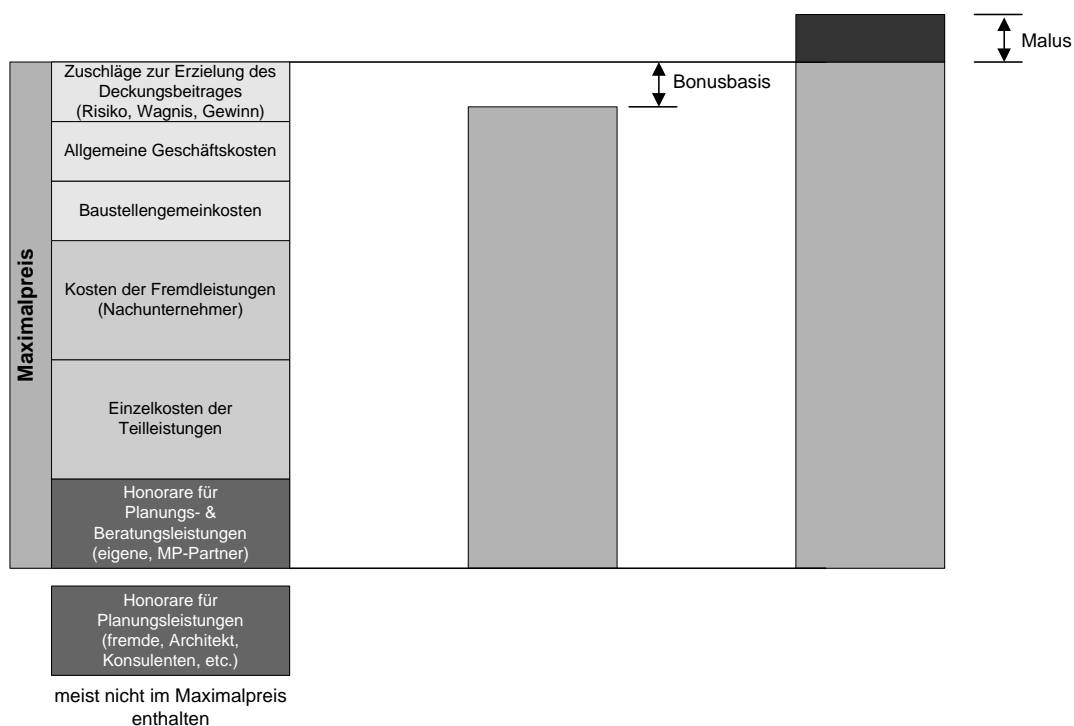 Malus
Bonusbasis
Maximalpreis
Zuschläge zur Erzielung des
Deckungsbeitrages
(Risiko, Wagnis, Gewinn)
Allgemeine Geschäftskosten
Baustellengemeinkosten
Kosten der Fremdleistungen
(Nachunternehmer)
Einzelkosten der
Teilleistungen
Honorare für
Planungs- &
Beratungsleistungen
(eigene, MP-Partner)
Honorare für
Planungsleistungen
(fremde, Architekt,
Konsulenten, etc.)
meist nicht im Maximalpreis
enthalten